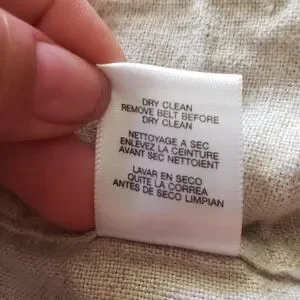 DRY CLEAN
REMOVE BELT BEFORE
DRY CLEAN
NETTOYAGE A SEC
ENLEVEZ LA CEINTURE
AVANT SEC NETTOIENT
LAVAR EN SECO
QUITE LA CORREA
ANTES DE SECO LIMPIAN